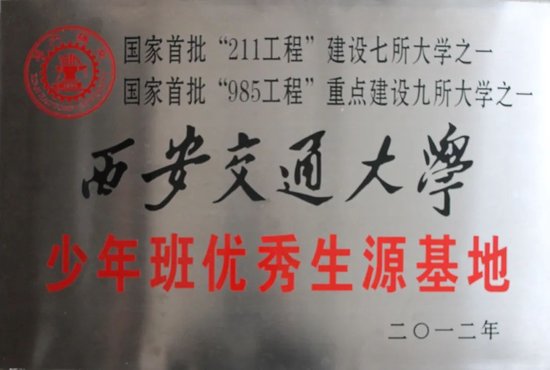 国家首批“211工程”建设七所大学之一
国家首批“985工程”重点建设九所大学之一
西安交通大學
少年班优秀生源基地
二〇一二年